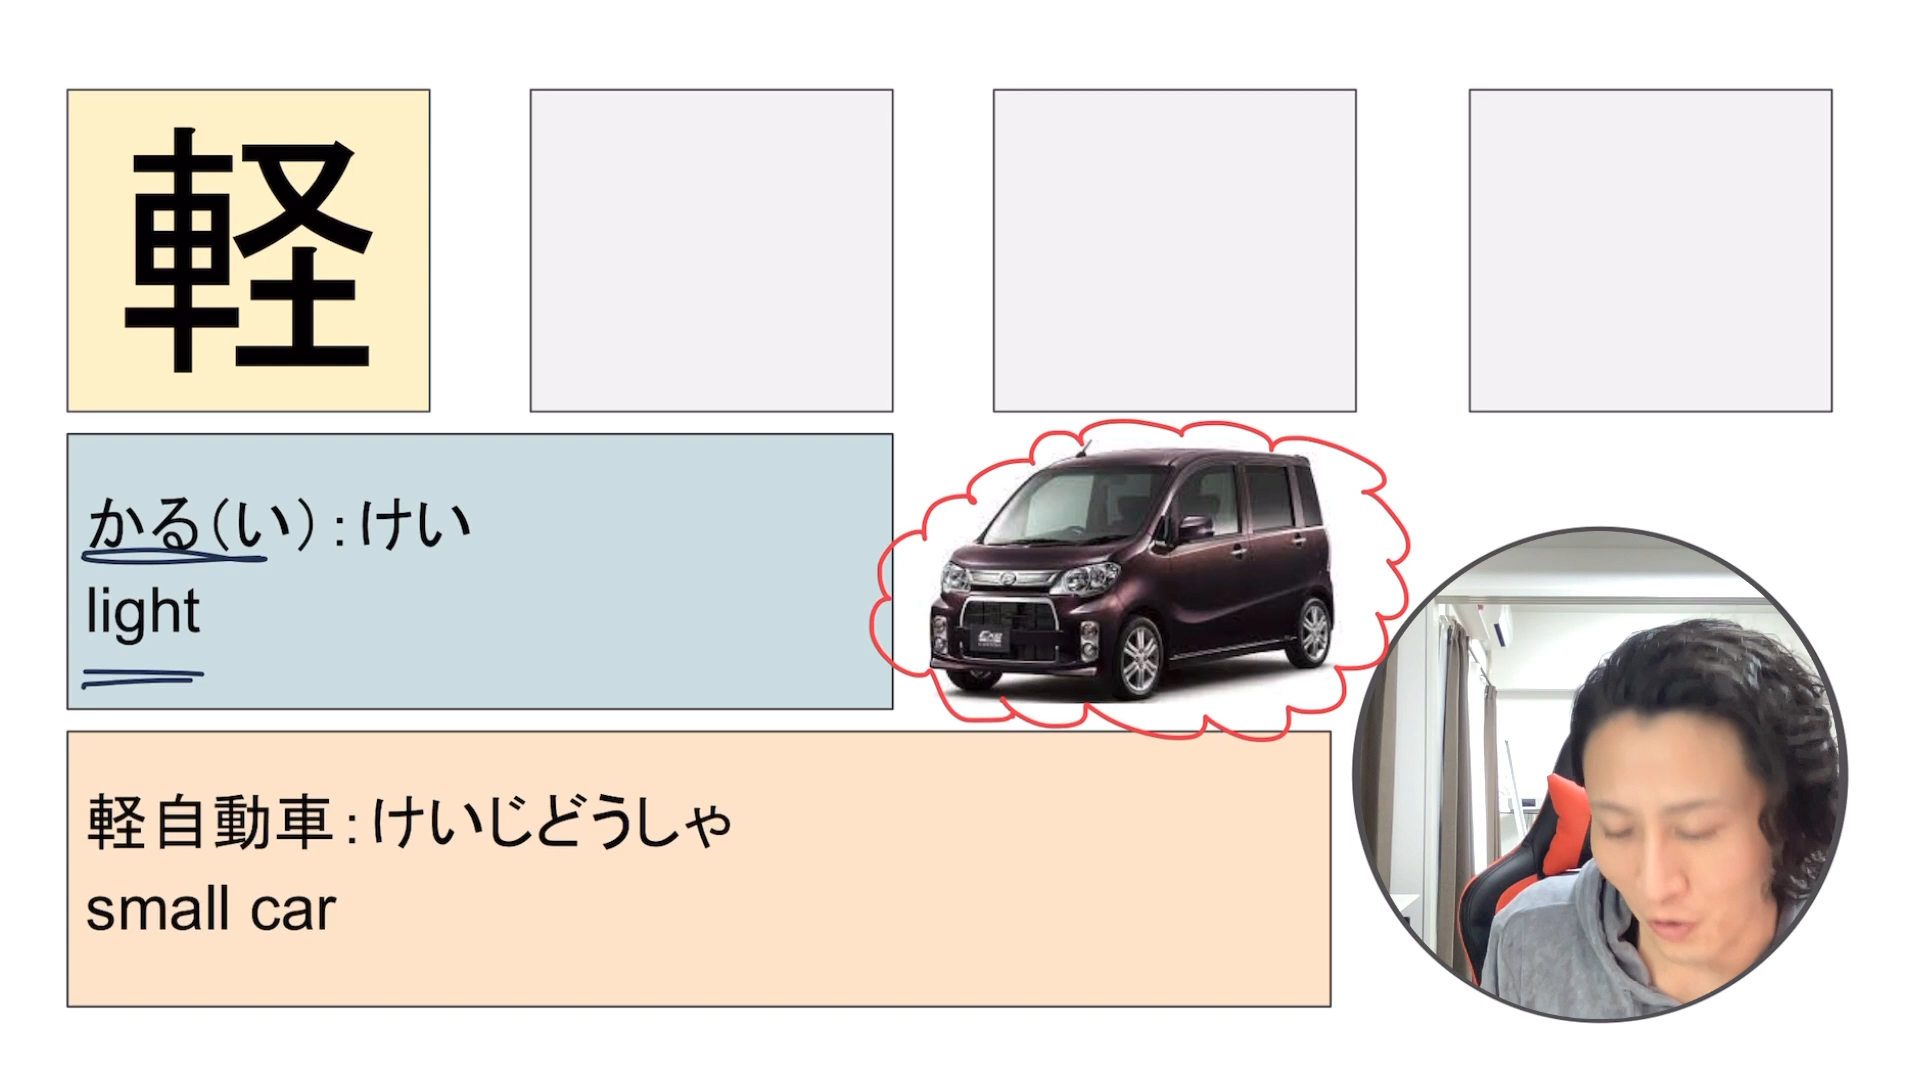 軽
かる(い):けい
light
軽自動車:けいじどうしゃ
small car